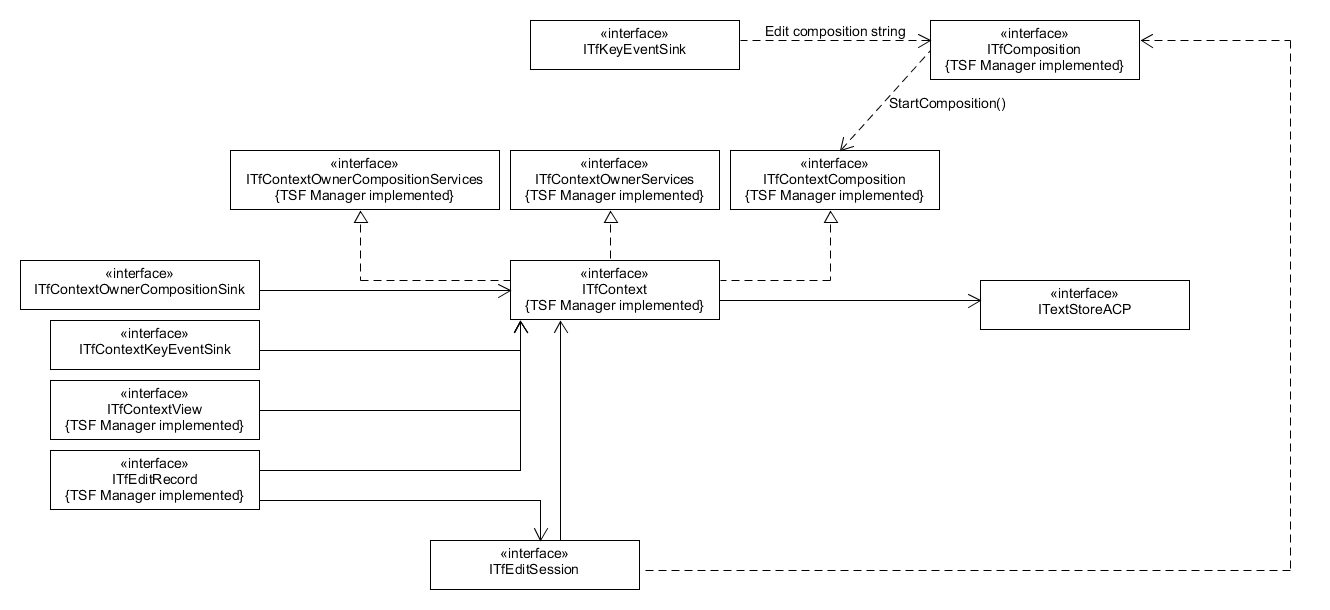 «interface»
ITfKeyEventSink
Edit composition string
«interface»
ITfComposition
{TSF Manager implemented}
StartComposition()
«interface»
ITfContextOwnerCompositionServices
{TSF Manager implemented}
«interface»
ITfContextOwnerServices
{TSF Manager implemented}
«interface»
ITfContextComposition
{TSF Manager implemented}
«interface»
ITfContextOwnerCompositionSink
«interface»
ITfContext
{TSF Manager implemented}
«interface»
ITextStoreACP
«interface»
ITfContextKeyEventSink
«interface»
ITfContextView
{TSF Manager implemented}
«interface»
ITfEditRecord
{TSF Manager implemented}
«interface»
ITfEditSession